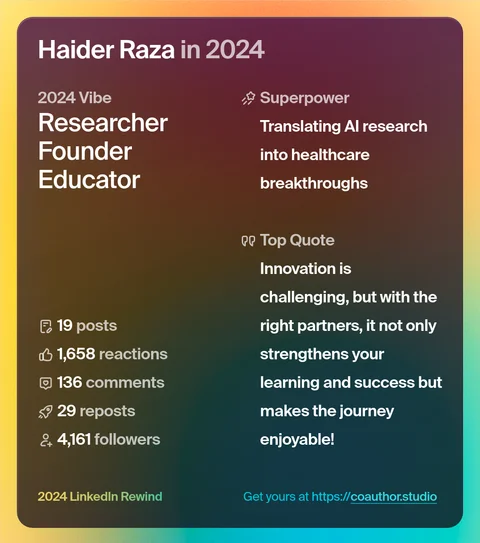 Haider Raza in 2024
2024 Vibe
Researcher
Founder
Educator
19 posts
1,658 reactions
136 comments
29 reposts
4,161 followers
Superpower
Translating AI research
into healthcare
breakthroughs
Top Quote
Innovation is
challenging, but with the
right partners, it not only
strengthens your
learning and success but
makes the journey
enjoyable!
2024 LinkedIn Rewind
Get yours at https://coauthor.studio